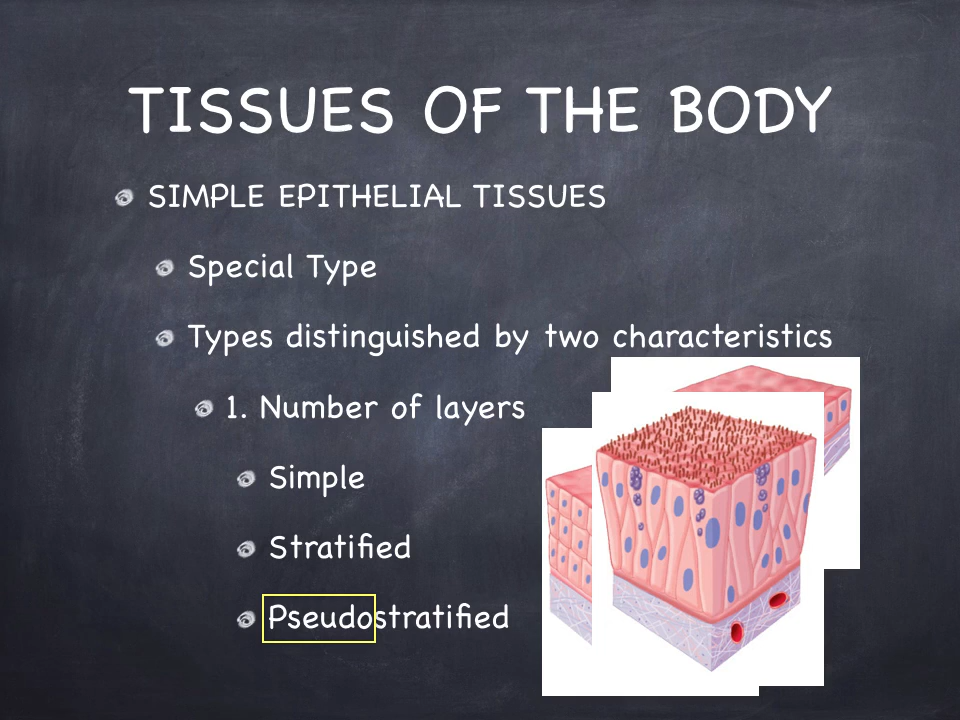 TISSUES OF THE BODY
SIMPLE EPITHELIAL TISSUES
Special Type
Types distinguished by two characteristics
1. Number of layers
Simple
Stratified
Pseudostratified